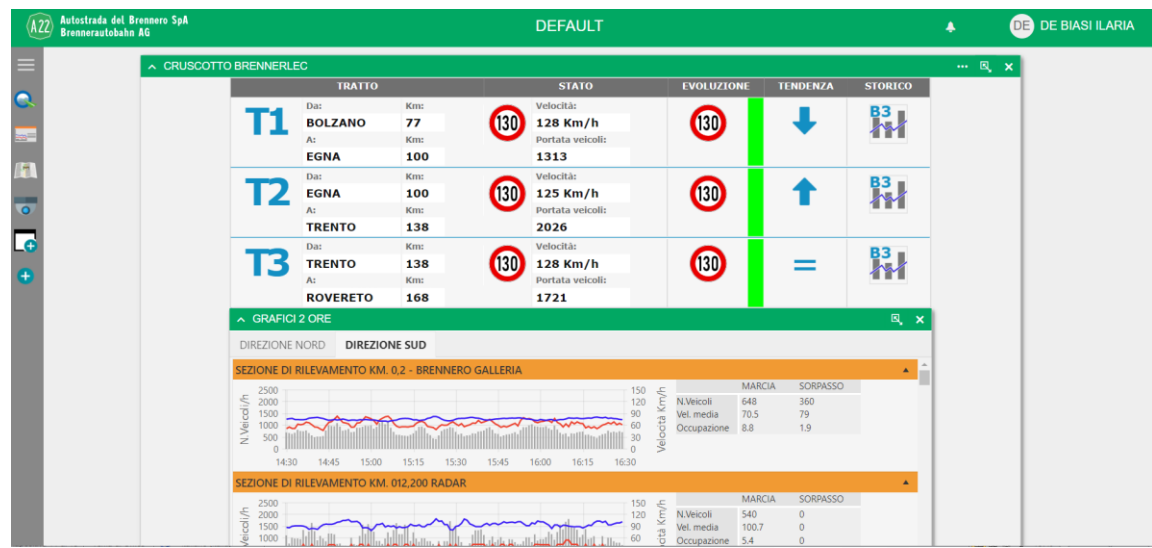 A22 Autostrada del Brennero SpA
Brennerautobahn AG
DEFAULT
DE DE BIASI ILARIA
CRUSCOTTO BRENNERLEC
TRATTO STATO EVOLUZIONE TENDENZA STORICO
T1 Da: Km: 130 Velocità: 130 B3
BOLZANO 77 128 Km/h
A: Km: Portata veicoli:
EGNA 100 1313
T2 Da: Km: 130 Velocità: 130 B3
EGNA 100 125 Km/h
A: Km: Portata veicoli:
TRENTO 138 2026
T3 Da: Km: 130 Velocità: 130 = B3
TRENTO 138 128 Km/h
A: Km: Portata veicoli:
ROVERETO 168 1721
GRAFICI 2 ORE
DIREZIONE NORD DIREZIONE SUD
SEZIONE DI RILEVAMENTO KM. 0,2 - BRENNERO GALLERIA
N.Veicoli/h
2500 150
2000 120
1500 90
1000 60
500 30
0 0
Velocità Km/h
14:30 14:45 15:00 15:15 15:30 15:45 16:00 16:15 16:30
MARCIA SORPASSO
N.Veicoli 648 360
Vel. media 70.5 79
Occupazione 8.8 1.9
SEZIONE DI RILEVAMENTO KM. 012,200 RADAR
2500 150
2000 120
1500 90
1000 60
MARCIA SORPASSO
N.Veicoli 540 0
Vel. media 100.7 0
Occupazione 5.4 0